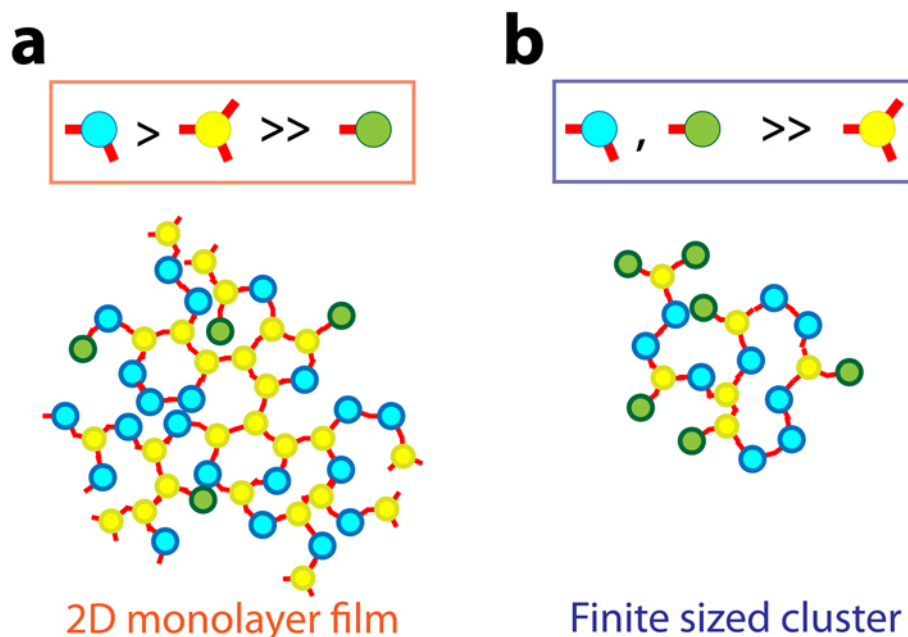 a
b
> >>
, >>
2D monolayer film
Finite sized cluster